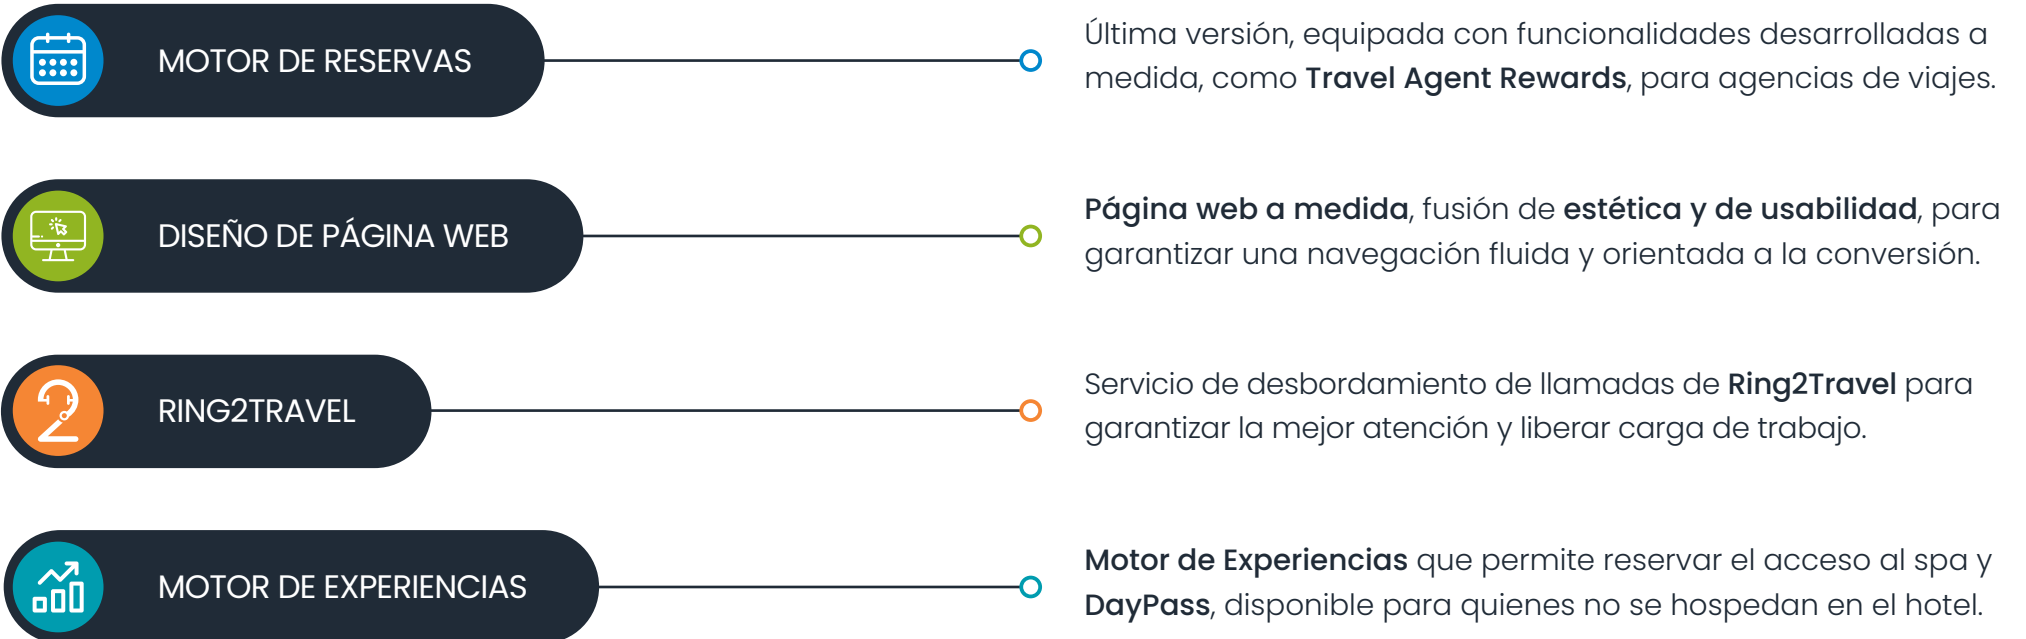 MOTOR DE RESERVAS
Última versión, equipada con funcionalidades desarrolladas a
medida, como Travel Agent Rewards, para agencias de viajes.
DISEÑO DE PÁGINA WEB
Página web a medida, fusión de estética y de usabilidad, para
garantizar una navegación fluida y orientada a la conversión.
RING2TRAVEL
Servicio de desbordamiento de llamadas de Ring2Travel para
garantizar la mejor atención y liberar carga de trabajo.
MOTOR DE EXPERIENCIAS
Motor de Experiencias que permite reservar el acceso al spa y
DayPass, disponible para quienes no se hospedan en el hotel.